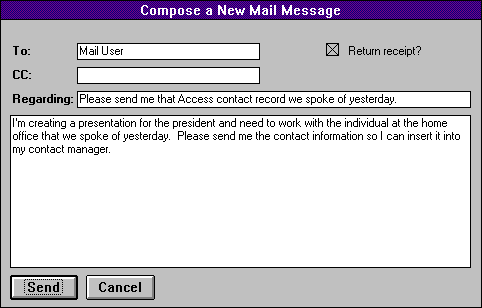 Compose a New Mail Message
To: Mail User Return receipt?
CC:
Regarding: Please send me that Access contact record we spoke of yesterday.
I'm creating a presentation for the president and need to work with the individual at the home
office that we spoke of yesterday.  Please send me the contact information so I can insert it into
my contact manager.
Send Cancel